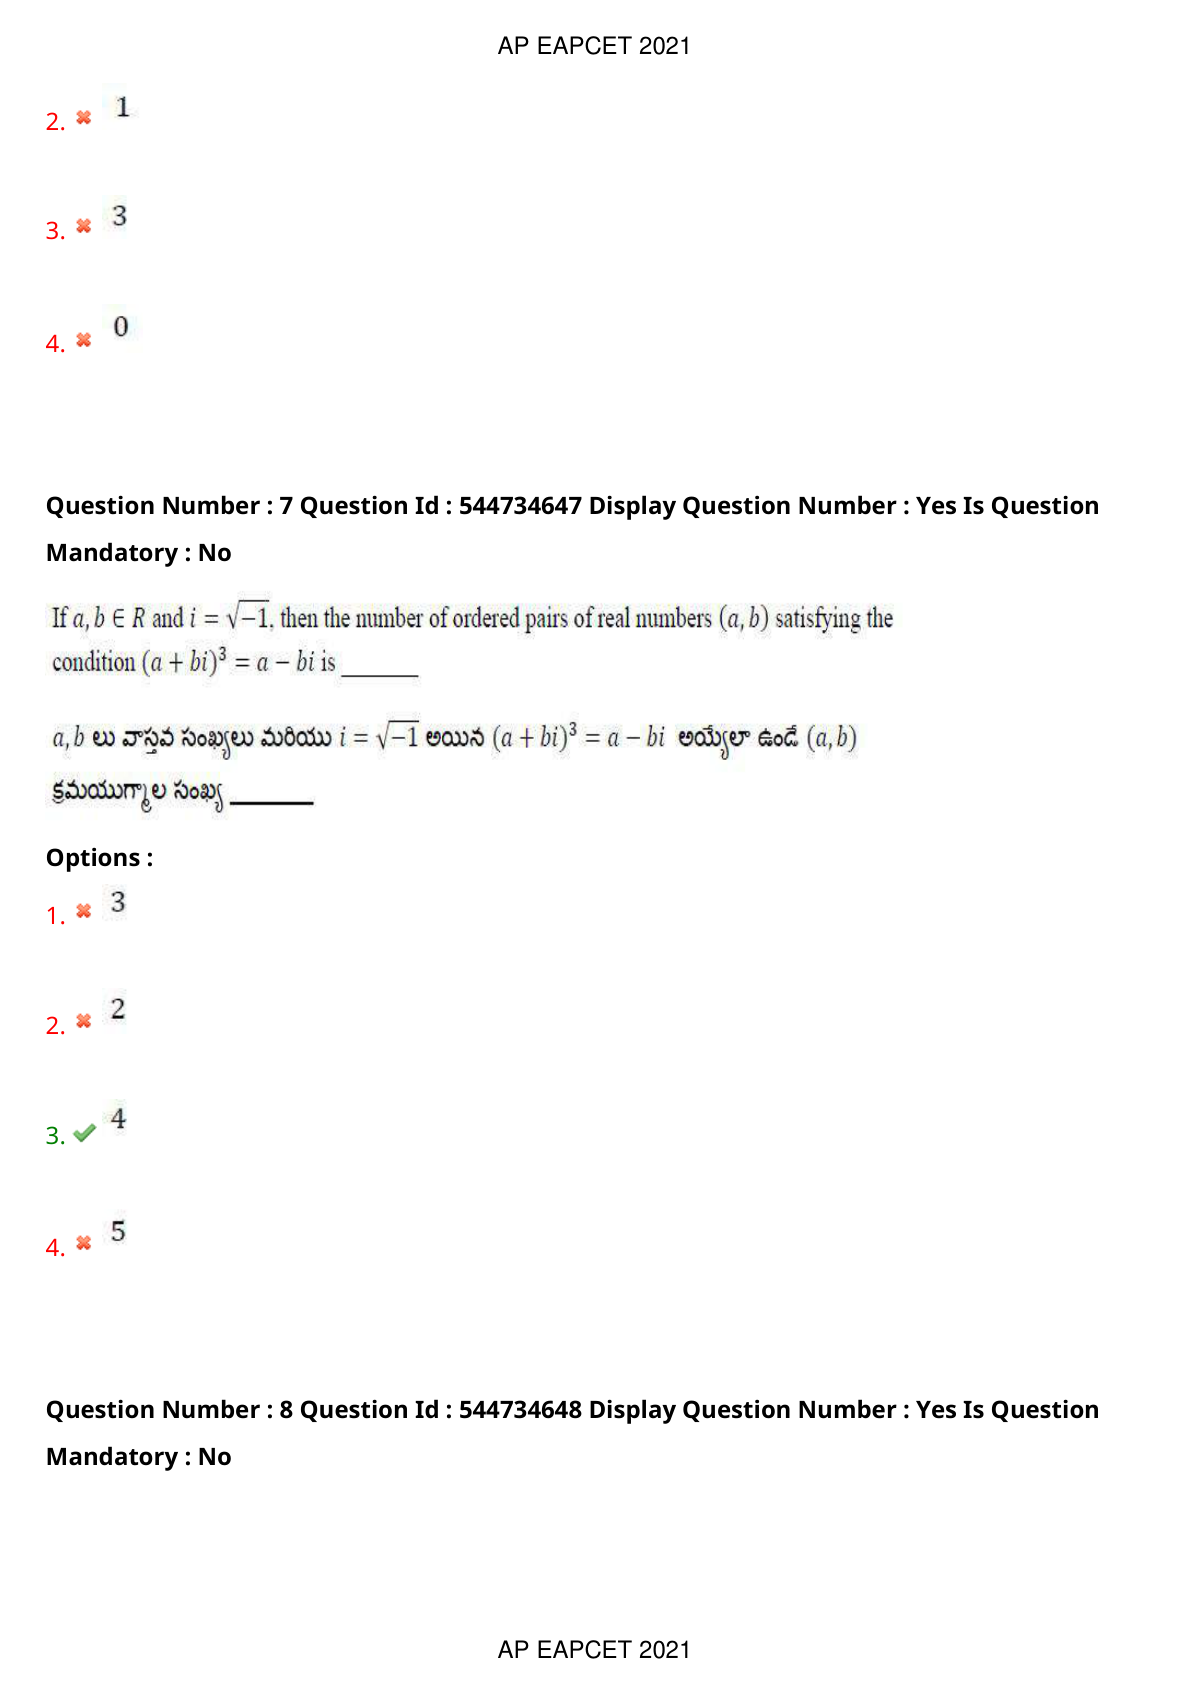 AP EAPCET 2021
2. ✖ 1
3. ✖ 3
4. ✖ 0
Question Number : 7 Question Id : 544734647 Display Question Number : Yes Is Question
Mandatory : No
If a, b ∈ R and i = √−1, then the number of ordered pairs of real numbers (a, b) satisfying the
condition (a + bi)³ = a − bi is ______
a, b లు వాస్తవ సంఖ్యలు మరియు i = √−1 అయిన (a + bi)³ = a − bi అయ్యేలా ఉండే (a, b)
క్రమయుగ్మాల సంఖ్య ______
Options :
1. ✖ 3
2. ✖ 2
3. ✔ 4
4. ✖ 5
Question Number : 8 Question Id : 544734648 Display Question Number : Yes Is Question
Mandatory : No
AP EAPCET 2021